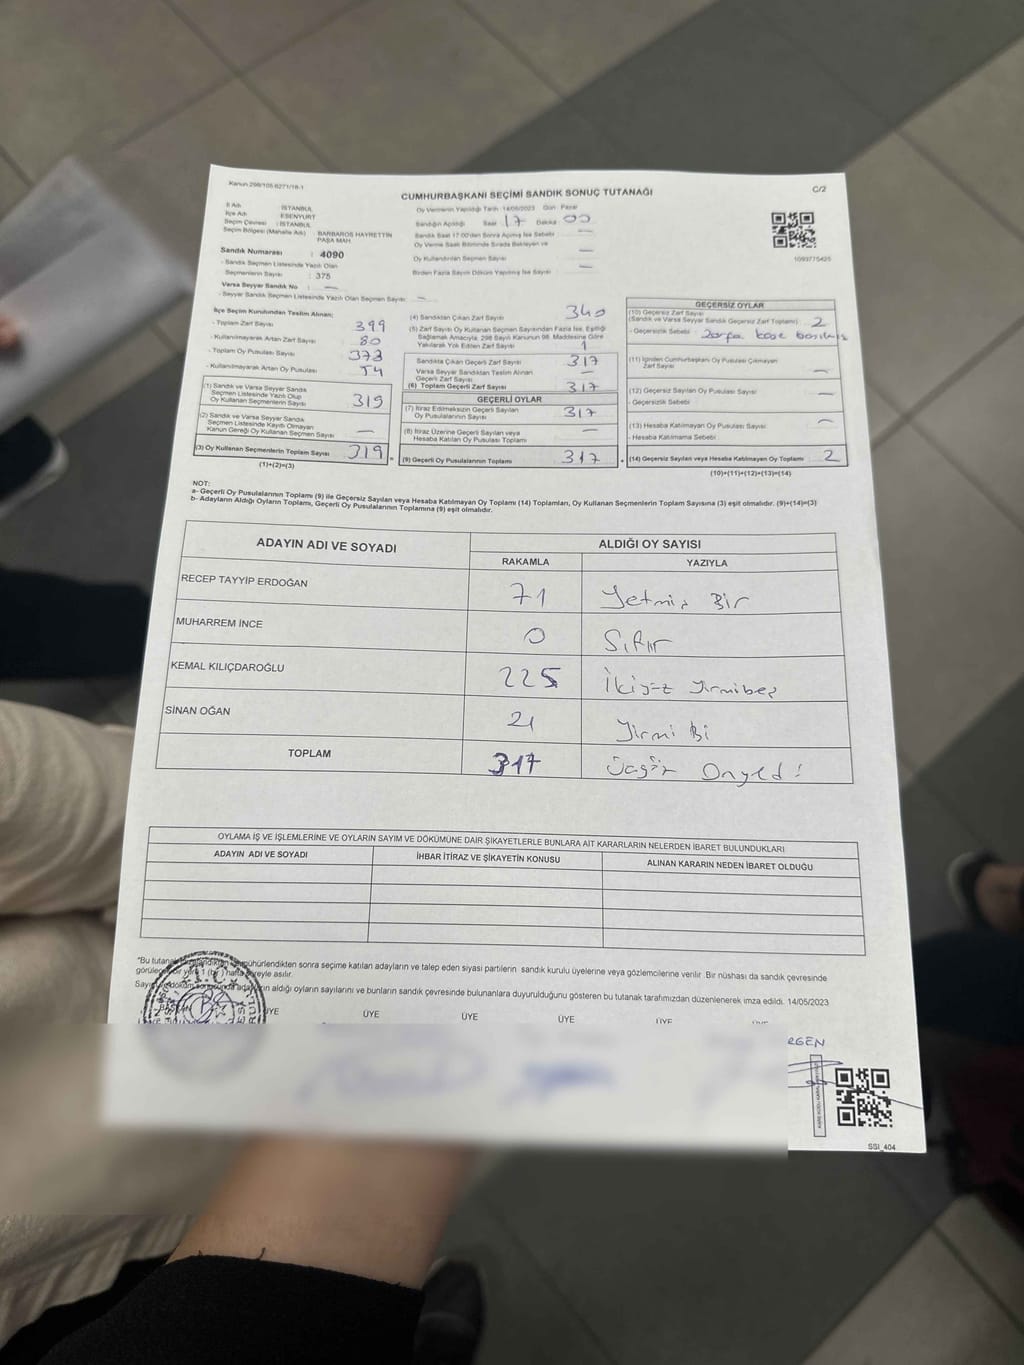 Kanun:298/105 6271/18-1
CUMHURBAŞKANI SEÇİMİ SANDIK SONUÇ TUTANAĞI
C/2
İl Adı : İSTANBUL
İlçe Adı : ESENYURT
Seçim Çevresi : İSTANBUL
Seçim Bölgesi (Mahalle Adı) : BARBAROS HAYRETTİN PAŞA MAH.
Sandık Numarası : 4090
- Sandık Seçmen Listesinde Yazılı Olan
Seçmenlerin Sayısı : 375
Varsa Seyyar Sandık No : —
- Seyyar Sandık Seçmen Listesinde Yazılı Olan Seçmen Sayısı : —
Oy Vermenin Yapıldığı Tarih : 14/05/2023 Gün : Pazar
Sandığın Açıldığı Saat : 17 Dakika : 00
Sandık Saat 17:00'den Sonra Açılmış İse Sebebi : —
Oy Verme Saati Bitiminde Sırada Bekleyen ve
Oy Kullandırılan Seçmen Sayısı —
Birden Fazla Sayım Döküm Yapılmış İse Sayısı —
1093775425
İlçe Seçim Kurulundan Teslim Alınan;
- Toplam Zarf Sayısı 399
- Kullanılmayarak Artan Zarf Sayısı 80
- Toplam Oy Pusulası Sayısı 373
- Kullanılmayarak Artan Oy Pusulası 54
(1) Sandık ve Varsa Seyyar Sandık
Seçmen Listesinde Yazılı Olup
Oy Kullanan Seçmenlerin Sayısı 319
(2) Sandık ve Varsa Seyyar Sandık
Seçmen Listesinde Kayıtlı Olmayan
Kanun Gereği Oy Kullanan Seçmen Sayısı —
(3) Oy Kullanan Seçmenlerin Toplam Sayısı 319
(1)+(2)=(3)
(4) Sandıktan Çıkan Zarf Sayısı 340
(5) Zarf Sayısı Oy Kullanan Seçmen Sayısından Fazla İse, Eşitliği
Sağlamak Amacıyla, 298 Sayılı Kanunun 98. Maddesine Göre
Yakılarak Yok Edilen Zarf Sayısı 1
Sandıkta Çıkan Geçerli Zarf Sayısı 317
Varsa Seyyar Sandıktan Teslim Alınan
Geçerli Zarf Sayısı —
(6) Toplam Geçerli Zarf Sayısı 317
GEÇERLİ OYLAR
(7) İtiraz Edilmeksizin Geçerli Sayılan
Oy Pusulalarının Sayısı 317
(8) İtiraz Üzerine Geçerli Sayılan veya
Hesaba Katılan Oy Pusulası Toplamı —
= (9) Geçerli Oy Pusulalarının Toplamı 317
GEÇERSİZ OYLAR
(10) Geçersiz Zarf Sayısı
(Sandık ve Varsa Seyyar Sandık Geçersiz Zarf Toplamı) 2
- Geçersizlik Sebebi : Zarfa kaşe basılmış
(11) İçinden Cumhurbaşkanı Oy Pusulası Çıkmayan
Zarf Sayısı —
(12) Geçersiz Sayılan Oy Pusulası Sayısı —
- Geçersizlik Sebebi
(13) Hesaba Katılmayan Oy Pusulası Sayısı —
- Hesaba Katılmama Sebebi
+ (14) Geçersiz Sayılan veya Hesaba Katılmayan Oy Toplamı 2
(10)+(11)+(12)+(13)=(14)
NOT:
a- Geçerli Oy Pusulalarının Toplamı (9) ile Geçersiz Sayılan veya Hesaba Katılmayan Oy Toplamı (14) Toplamları, Oy Kullanan Seçmenlerin Toplam Sayısına (3) eşit olmalıdır. (9)+(14)=(3)
b- Adayların Aldığı Oyların Toplamı, Geçerli Oy Pusulalarının Toplamına (9) eşit olmalıdır.
ADAYIN ADI VE SOYADI
ALDIĞI OY SAYISI
RAKAMLA YAZIYLA
RECEP TAYYİP ERDOĞAN 71 Yetmiş Bir
MUHARREM İNCE 0 Sıfır
KEMAL KILIÇDAROĞLU 225 İkiyüz Yirmibeş
SİNAN OĞAN 21 Yirmi Bi
TOPLAM 317 Üçyüz Onyedi
OYLAMA İŞ VE İŞLEMLERİNE VE OYLARIN SAYIM VE DÖKÜMÜNE DAİR ŞİKAYETLERLE BUNLARA AİT KARARLARIN NELERDEN İBARET BULUNDUKLARI
ADAYIN ADI VE SOYADI İHBAR İTİRAZ VE ŞİKAYETİN KONUSU ALINAN KARARIN NEDEN İBARET OLDUĞU
"Bu tutanak mühürlendikten sonra seçime katılan adayların ve talep eden siyasi partilerin sandık kurulu üyelerine veya gözlemcilerine verilir .Bir nüshası da sandık çevresinde
görülecek bir yere 1 (bir) hafta süreyle asılır.
Sayım ve döküm sonucunda adayların aldığı oyların sayılarını ve bunların sandık çevresinde bulunanlara duyurulduğunu gösteren bu tutanak tarafımızdan düzenlenerek imza edildi. 14/05/2023
BAŞKAN ÜYE ÜYE ÜYE ÜYE ÜYE ÜYE
RGEN
SSI_404